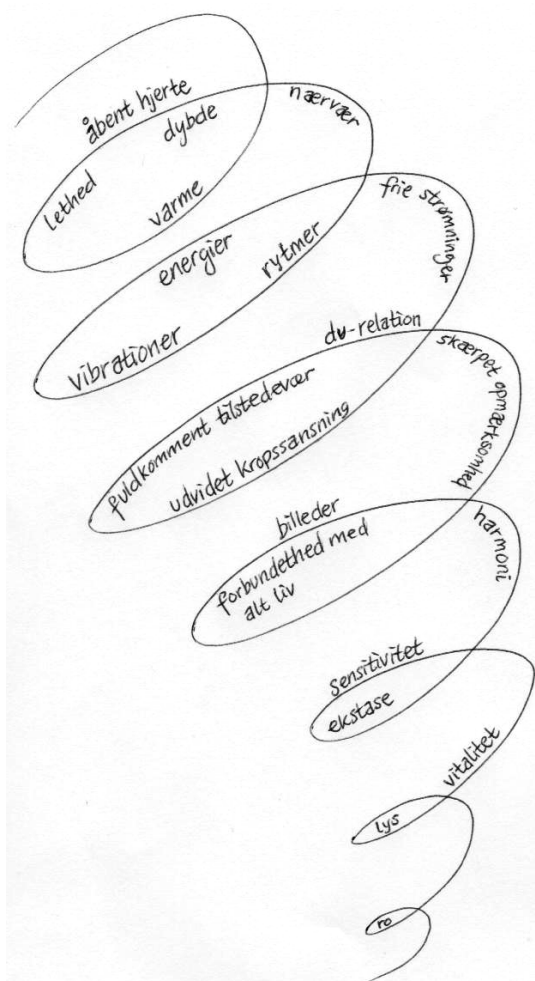 åbent hjerte
nærvær
dybde
lethed
varme
frie strømninger
energier
rytmer
vibrationer
du-relation
skærpet opmærksomhed
fuldkomment tilstedevær
udvidet kropssansning
billeder
harmoni
forbundethed med
alt liv
sensitivitet
ekstase
vitalitet
lys
ro